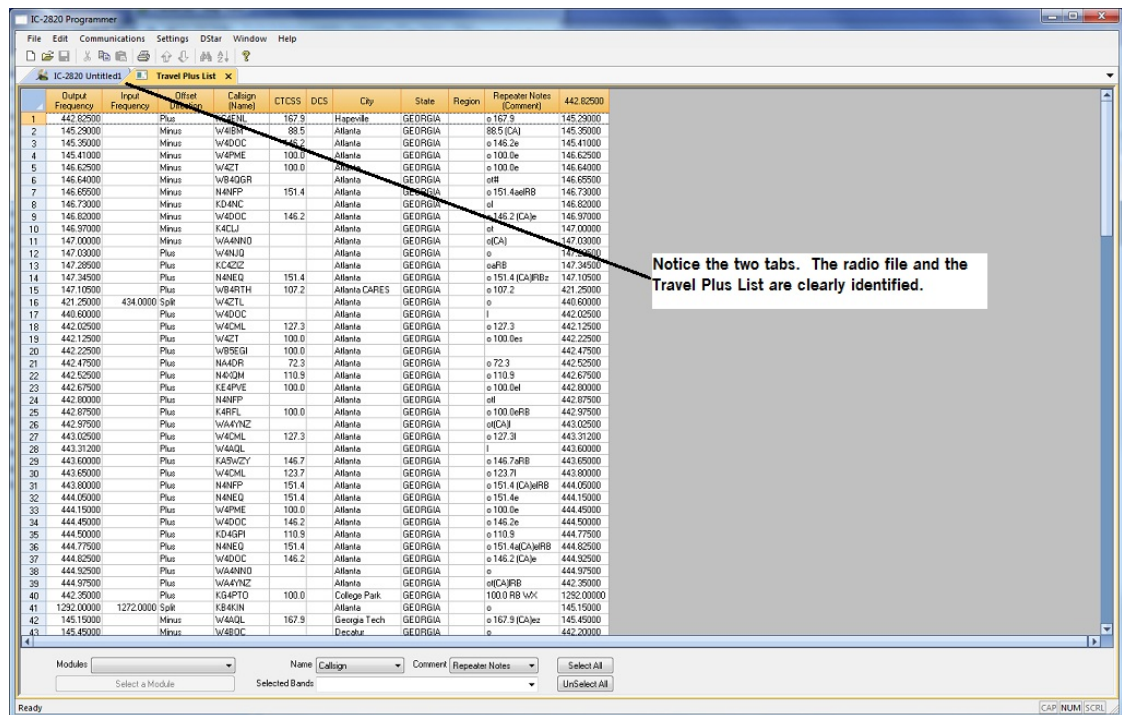 IC-2820 Programmer
File Edit Communications Settings DStar Window Help
IC-2820 Untitled1 Travel Plus List X
Output Frequency Input Frequency Offset Direction Callsign (Name) CTCSS DCS City State Region Repeater Notes (Comment) 442.82500
1 442.82500 Plus 167.9 Hapeville GEORGIA o 167.9 145.29000
2 145.29000 Minus W4IBM 88.5 Atlanta GEORGIA 88.5 (CA) 145.35000
3 145.35000 Minus W4DOC 146.2 Atlanta GEORGIA o 146.2e 145.41000
4 145.41000 Minus W4PME 100.0 Atlanta GEORGIA o 100.0e 146.62500
5 146.62500 Minus W4ZT 100.0 Atlanta GEORGIA o 100.0e 146.64000
6 146.64000 Minus WB4QGR Atlanta GEORGIA ot# 146.65500
7 146.65500 Minus N4NFP 151.4 Atlanta GEORGIA o 151.4aelRB 146.73000
8 146.73000 Minus KD4NC Atlanta GEORGIA ol 146.82000
9 146.82000 Minus W4DOC 146.2 Atlanta GEORGIA o 146.2 (CA)e 146.97000
10 146.97000 Minus K4CLJ Atlanta GEORGIA ot 147.00000
11 147.00000 Minus WA4NNO Atlanta GEORGIA o(CA) 147.03000
12 147.03000 Plus W4NJQ Atlanta GEORGIA o 147.28500
13 147.28500 Plus KC4ZIZ Atlanta GEORGIA oaRB 147.34500
14 147.34500 Plus N4NEQ 151.4 Atlanta GEORGIA o 151.4 (CA)lRBz 147.10500
15 147.10500 Plus WB4RTH 107.2 Atlanta CARES GEORGIA o 107.2 421.25000
16 421.25000 434.0000 Split W4ZTL Atlanta GEORGIA o 440.60000
17 440.60000 Plus W4DOC Atlanta GEORGIA l 442.02500
18 442.02500 Plus W4CML 127.3 Atlanta GEORGIA o 127.3 442.12500
19 442.12500 Plus W4ZT 100.0 Atlanta GEORGIA o 100.0es 442.22500
20 442.22500 Plus WB5EGI 100.0 Atlanta GEORGIA 442.47500
21 442.47500 Plus NA4DR 72.3 Atlanta GEORGIA o 72.3 442.52500
22 442.52500 Plus N4XQM 110.9 Atlanta GEORGIA o 110.9 442.67500
23 442.67500 Plus KE4PVE 100.0 Atlanta GEORGIA o 100.0el 442.80000
24 442.80000 Plus N4NFP Atlanta GEORGIA otl 442.87500
25 442.87500 Plus K4RFL 100.0 Atlanta GEORGIA o 100.0eRB 442.97500
26 442.97500 Plus WA4YNZ Atlanta GEORGIA ot(CA)l 443.02500
27 443.02500 Plus W4CML 127.3 Atlanta GEORGIA o 127.3l 443.31200
28 443.31200 Plus W4AQL Atlanta GEORGIA l 443.60000
29 443.60000 Plus KA5WZY 146.7 Atlanta GEORGIA o 146.7aRB 443.65000
30 443.65000 Plus W4CML 123.7 Atlanta GEORGIA o 123.7l 443.80000
31 443.80000 Plus N4NFP 151.4 Atlanta GEORGIA o 151.4 (CA)elRB 444.05000
32 444.05000 Plus N4NEQ 151.4 Atlanta GEORGIA o 151.4e 444.15000
33 444.15000 Plus W4PME 100.0 Atlanta GEORGIA o 100.0e 444.45000
34 444.45000 Plus W4DOC 146.2 Atlanta GEORGIA o 146.2e 444.50000
35 444.50000 Plus KD4GPI 110.9 Atlanta GEORGIA o 110.9 444.77500
36 444.77500 Plus N4NEQ 151.4 Atlanta GEORGIA o 151.4a(CA)elRB 444.82500
37 444.82500 Plus W4DOC 146.2 Atlanta GEORGIA o 146.2 (CA)e 444.92500
38 444.92500 Plus WA4NNO Atlanta GEORGIA o 444.97500
39 444.97500 Plus WA4YNZ Atlanta GEORGIA ot(CA)lRB 442.35000
40 442.35000 Plus KG4PTO 100.0 College Park GEORGIA 100.0 RB WX 1292.00000
41 1292.00000 1272.0000 Split KB4KIN Atlanta GEORGIA o 145.15000
42 145.15000 Minus W4AQL 167.9 Georgia Tech GEORGIA o 167.9 (CA)ez 145.45000
43 145.45000 Minus W4BOC Decatur GEORGIA o 442.20000
Notice the two tabs. The radio file and the
Travel Plus List are clearly identified.
Modules Name Callsign Comment Repeater Notes Select All
Select a Module Selected Bands UnSelect All
Ready CAP NUM SCRL